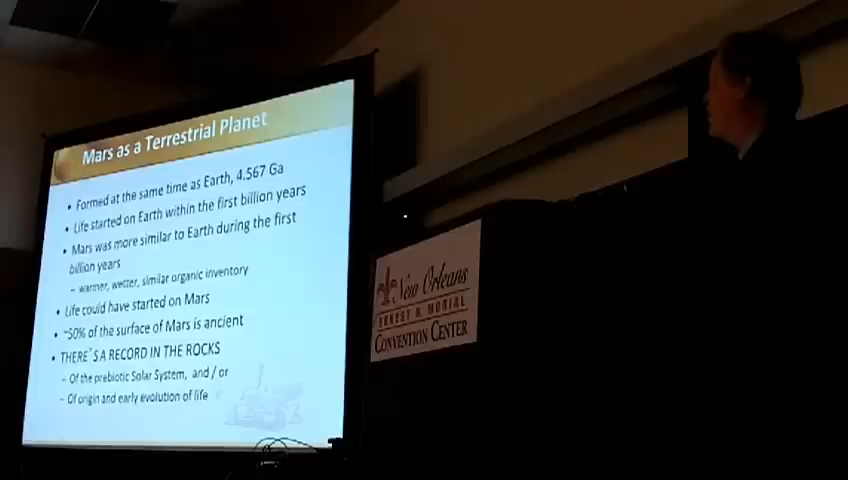 Mars as a Terrestrial Planet
• Formed at the same time as Earth, 4.567 Ga
• Life started on Earth within the first billion years
• Mars was more similar to Earth during the first
billion years
– warmer, wetter, similar organic inventory
• Life could have started on Mars
• ~50% of the surface of Mars is ancient
• THERE'S A RECORD IN THE ROCKS
– Of the prebiotic Solar System, and / or
– Of origin and early evolution of life
New Orleans
ERNEST N. MORIAL
CONVENTION CENTER